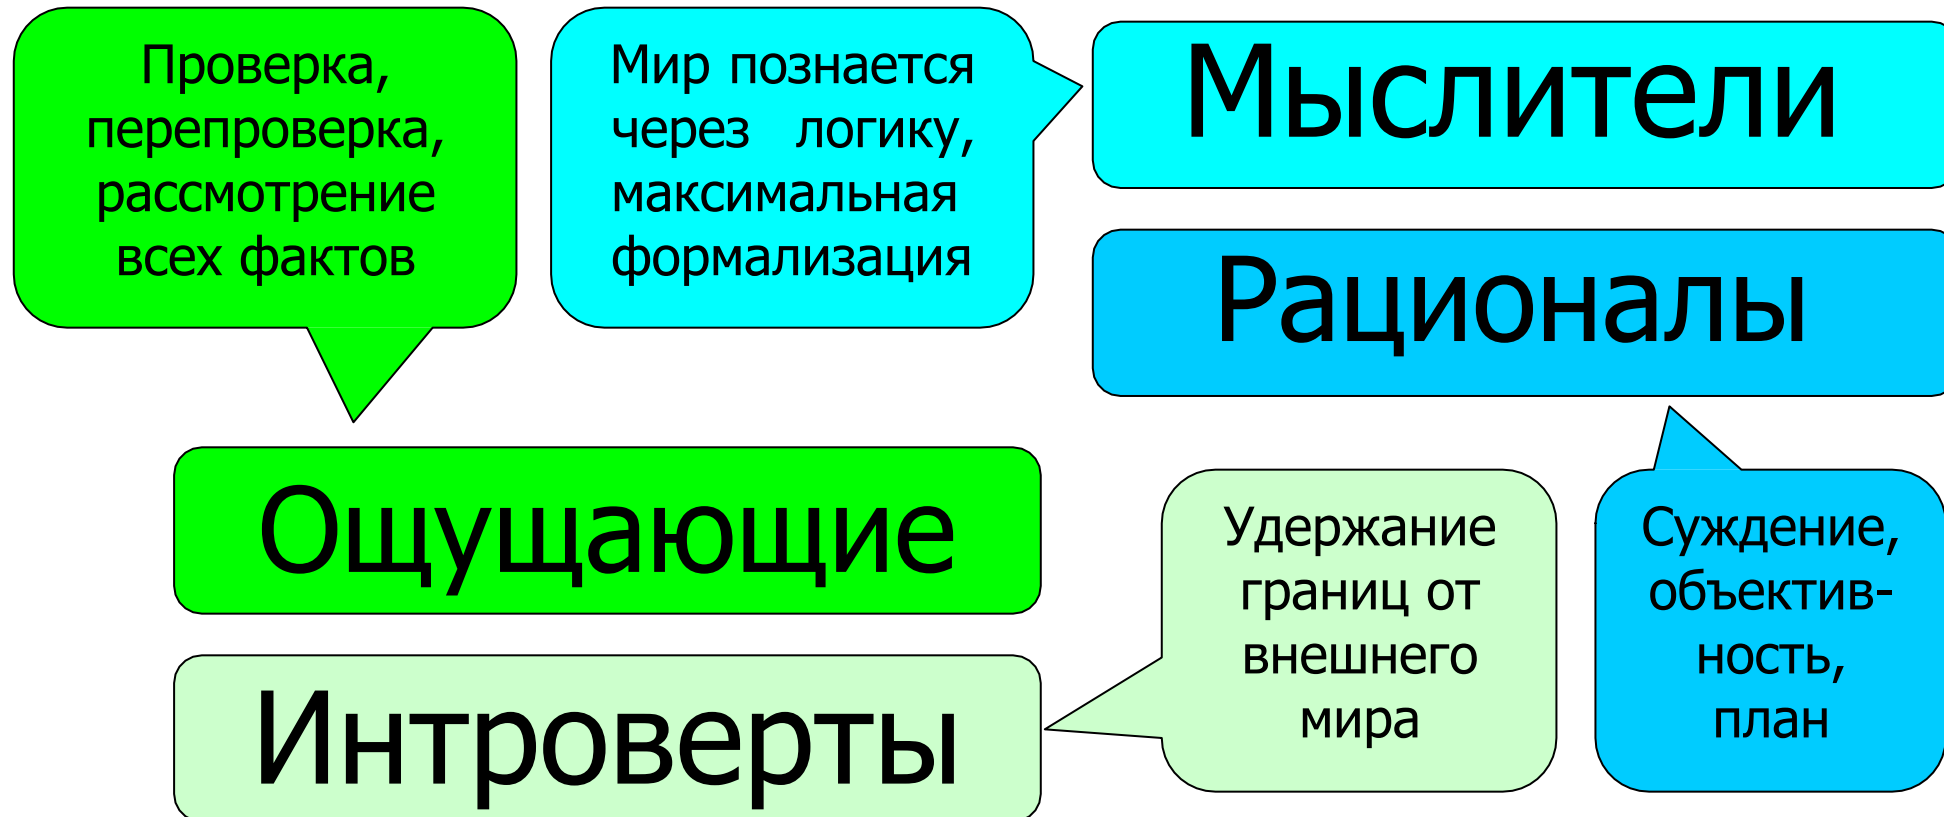 Проверка,
перепроверка,
рассмотрение
всех фактов
Мир познается
через логику,
максимальная
формализация
Мыслители
Рационалы
Ощущающие
Интроверты
Удержание
границ от
внешнего
мира
Суждение,
объектив-
ность,
план